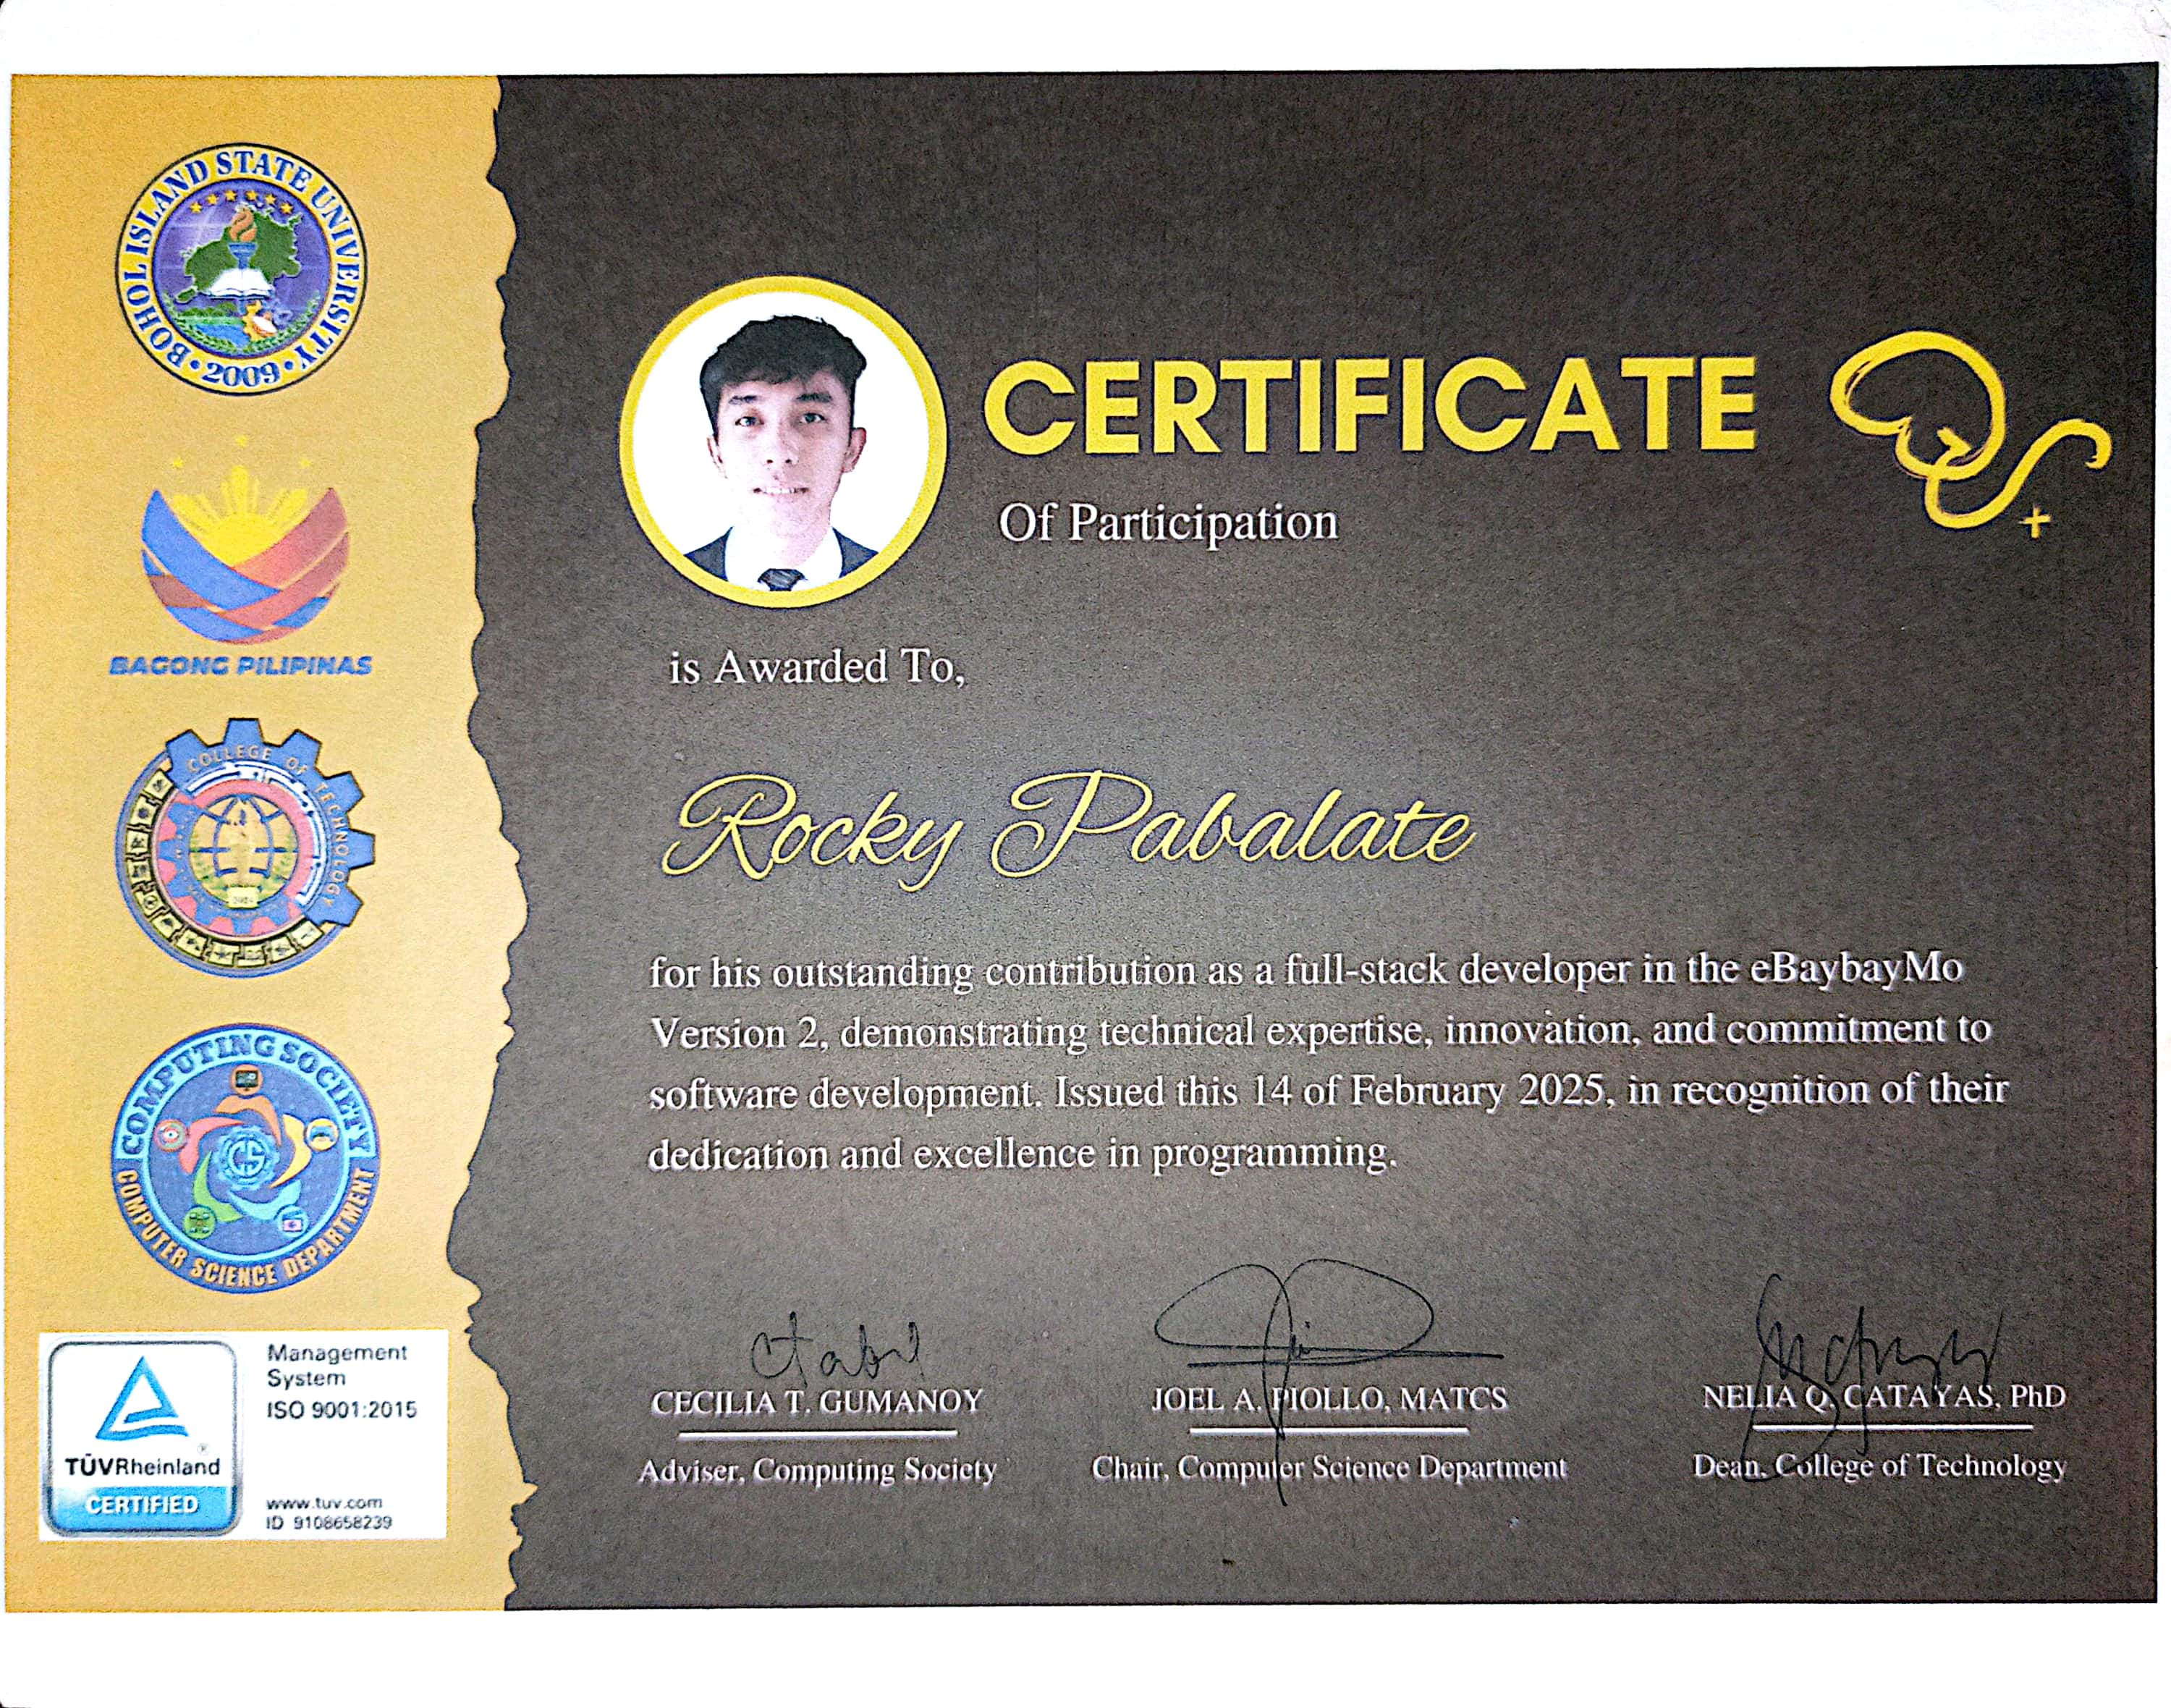 BOHOL ISLAND STATE UNIVERSITY
• 2009 •
BAGONG PILIPINAS
COLLEGE OF TECHNOLOGY
COMPUTING SOCIETY
CS
COMPUTER SCIENCE DEPARTMENT
TÜVRheinland
®
CERTIFIED
Management
System
ISO 9001:2015
www.tuv.com
ID 9108658239
CERTIFICATE
Of Participation
is Awarded To,
Rocky Pabalate
for his outstanding contribution as a full-stack developer in the eBaybayMo
Version 2, demonstrating technical expertise, innovation, and commitment to
software development. Issued this 14 of February 2025, in recognition of their
dedication and excellence in programming.
CECILIA T. GUMANOY
Adviser, Computing Society
JOEL A. PIOLLO, MATCS
Chair, Computer Science Department
NELIA Q. CATAYAS, PhD
Dean, College of Technology